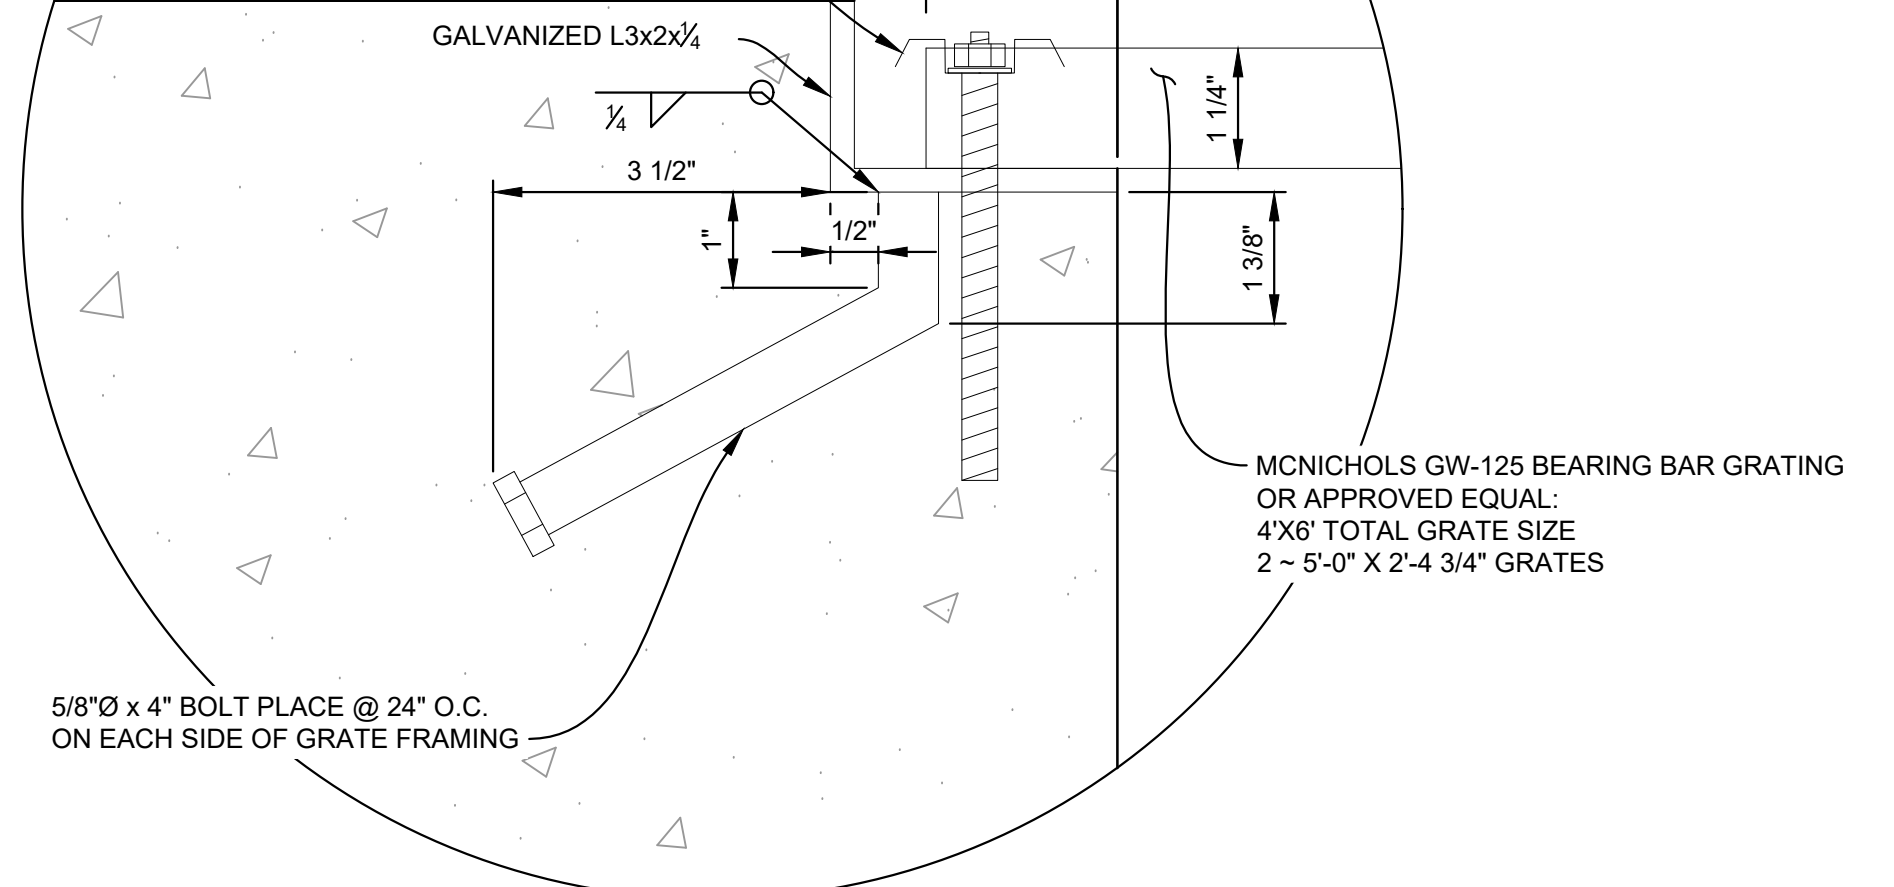 GALVANIZED L3x2x¼
¼
3 1/2"
1"
1/2"
1 1/4"
1 3/8"
MCNICHOLS GW-125 BEARING BAR GRATING
OR APPROVED EQUAL:
4'X6' TOTAL GRATE SIZE
2 ~ 5'-0" X 2'-4 3/4" GRATES
5/8"Ø x 4" BOLT PLACE @ 24" O.C.
ON EACH SIDE OF GRATE FRAMING